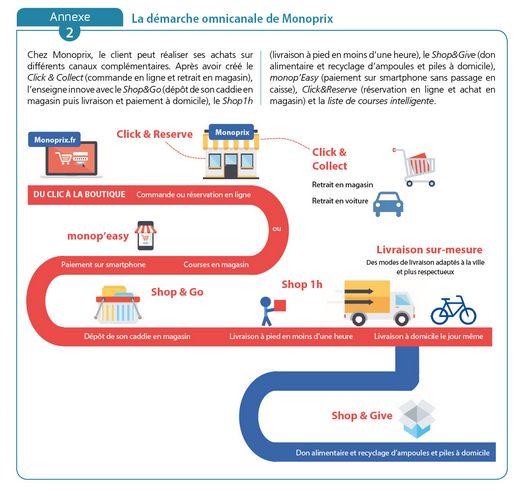 Annexe
2
La démarche omnicanale de Monoprix
Chez Monoprix, le client peut réaliser ses achats sur
différents canaux complémentaires. Après avoir créé le
Click & Collect (commande en ligne et retrait en magasin),
l'enseigne innove avec le Shop&Go (dépôt de son caddie en
magasin puis livraison et paiement à domicile), le Shop1h
(livraison à pied en moins d'une heure), le Shop&Give (don
alimentaire et recyclage d'ampoules et piles à domicile),
monop'Easy (paiement sur smartphone sans passage en
caisse), Click&Reserve (réservation en ligne et achat en
magasin) et la liste de courses intelligente.
Monoprix.fr
Click & Reserve
Monoprix
Click &
Collect
Retrait en magasin
Retrait en voiture
DU CLIC À LA BOUTIQUE
Commande ou réservation en ligne
ou
monop'easy
Paiement sur smartphone
Courses en magasin
Livraison sur-mesure
Des modes de livraison adaptés à la ville
et plus respectueux
Shop & Go
Shop 1h
Dépôt de son caddie en magasin
Livraison à pied en moins d'une heure
Livraison à domicile le jour même
Shop & Give
Don alimentaire et recyclage d'ampoules et piles à domicile